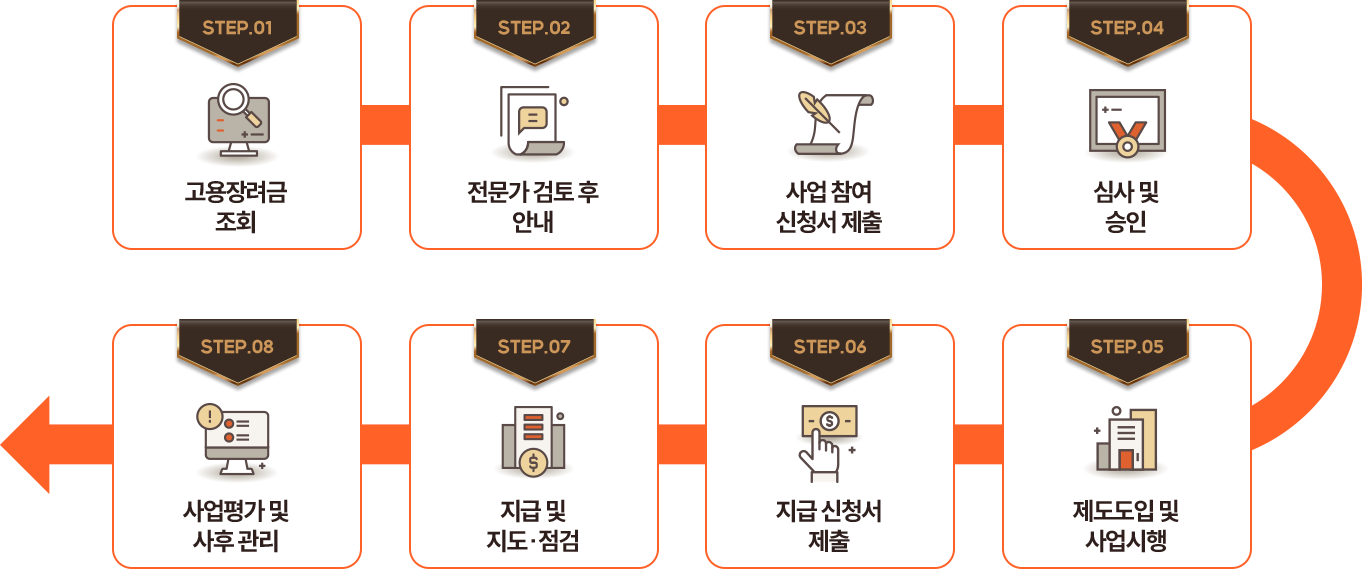 STEP.01
고용장려금
조회
STEP.02
전문가 검토 후
안내
STEP.03
사업 참여
신청서 제출
STEP.04
심사 및
승인
STEP.05
제도도입 및
사업시행
STEP.06
지급 신청서
제출
STEP.07
지급 및
지도·점검
STEP.08
사업평가 및
사후 관리